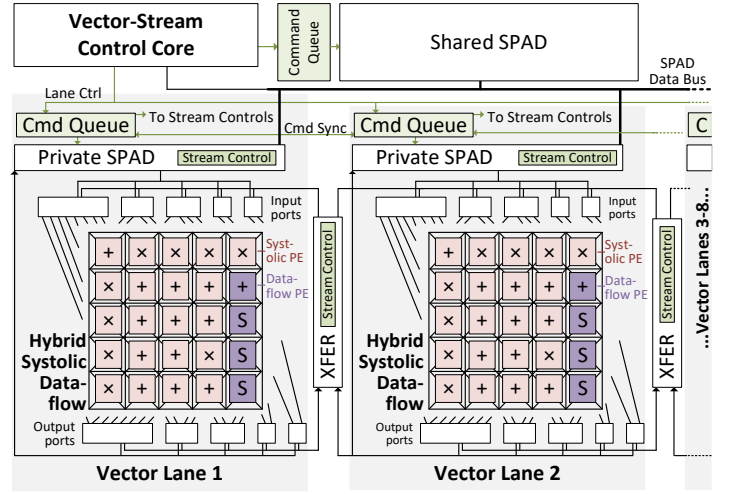 Vector-Stream
Control Core
Command
Queue
Shared SPAD
SPAD
Data Bus
Lane Ctrl
Cmd Queue
To Stream Controls
Cmd Sync
Cmd Queue
To Stream Controls
C
Private SPAD
Stream Control
Private SPAD
Stream Control
Input
ports
Input
ports
+ × × × ×
Syst-
olic PE
× + + + +
Data-
flow PE
× + + + S
× + + × S
× + + + S
Hybrid
Systolic
Data-
flow
Stream Control
XFER
+ × × × ×
Syst-
olic PE
× + + + +
Data-
flow PE
× + + + S
× + + × S
× + + + S
Hybrid
Systolic
Data-
flow
Stream Control
XFER
...Vector Lanes 3-8...
Output
ports
Output
ports
Vector Lane 1
Vector Lane 2